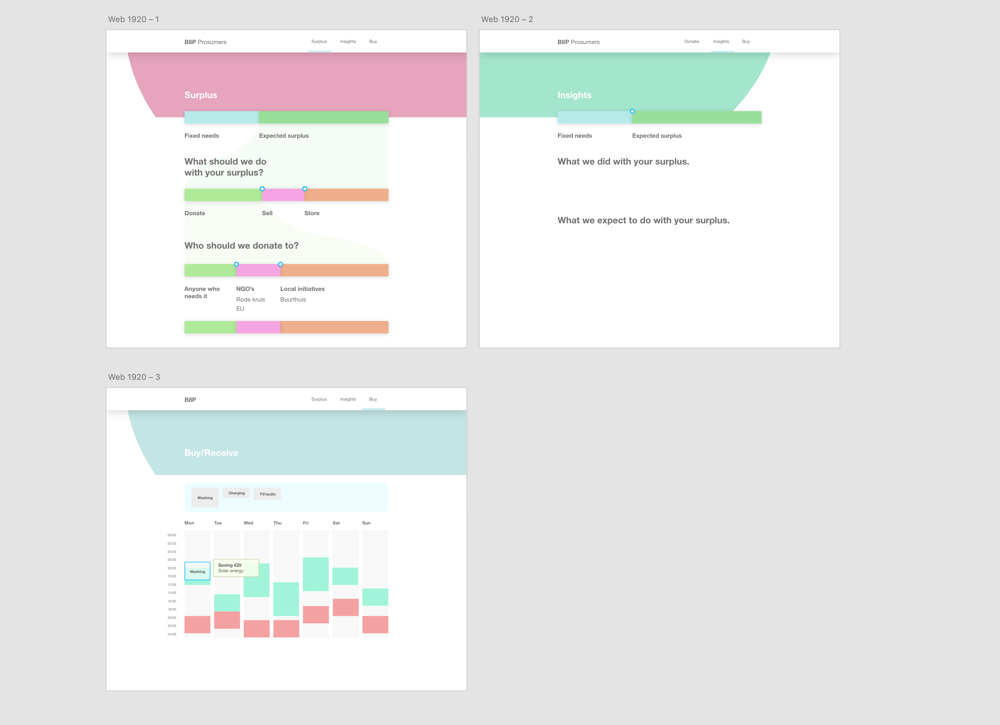 Web 1920 – 1
B8P Prosumers
Surplus
Insights
Buy
Surplus
Fixed needs
Expected surplus
What should we do
with your surplus?
Donate
Sell
Store
Who should we donate to?
Anyone who
needs it
NGO’s
Rode kruis
EU
Local initiatives
Buurthuis
Web 1920 – 2
B8P Prosumers
Donate
Insights
Buy
Insights
Fixed needs
Expected surplus
What we did with your surplus.
What we expect to do with your surplus.
Web 1920 – 3
B8P
Surplus
Insights
Buy
Buy/Receive
Washing
Charging
TV/audio
Mon
Tue
Wed
Thu
Fri
Sat
Sun
00:00
02:00
04:00
06:00
08:00
10:00
12:00
14:00
16:00
18:00
20:00
22:00
24:00
Washing
Saving €20
Solar energy